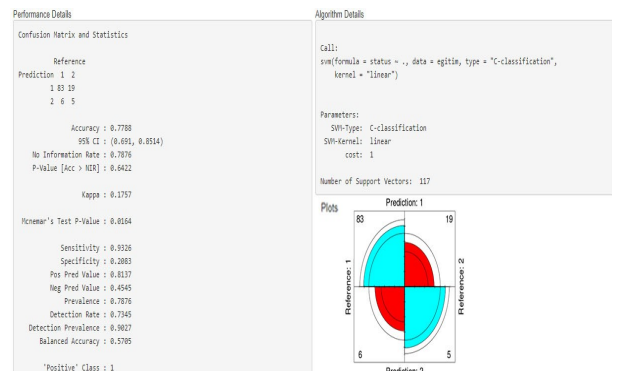 Performance Details
Confusion Matrix and Statistics
Reference
Prediction 1 2
1 83 19
2 6 5
Accuracy : 0.7788
95% CI : (0.691, 0.8514)
No Information Rate : 0.7876
P-Value [Acc > NIR] : 0.6422
Kappa : 0.1757
Mcnemar's Test P-Value : 0.0164
Sensitivity : 0.9326
Specificity : 0.2083
Pos Pred Value : 0.8137
Neg Pred Value : 0.4545
Prevalence : 0.7876
Detection Rate : 0.7345
Detection Prevalence : 0.9027
Balanced Accuracy : 0.5705
'Positive' Class : 1
Algorithm Details
Call:
svm(formula = status ~ ., data = egitim, type = "C-classification",
kernel = "linear")
Parameters:
SVM-Type: C-classification
SVM-Kernel: linear
cost: 1
Number of Support Vectors: 117
Plots
Prediction: 1
83 19
Reference: 1
Reference: 2
6 5
Prediction: 2